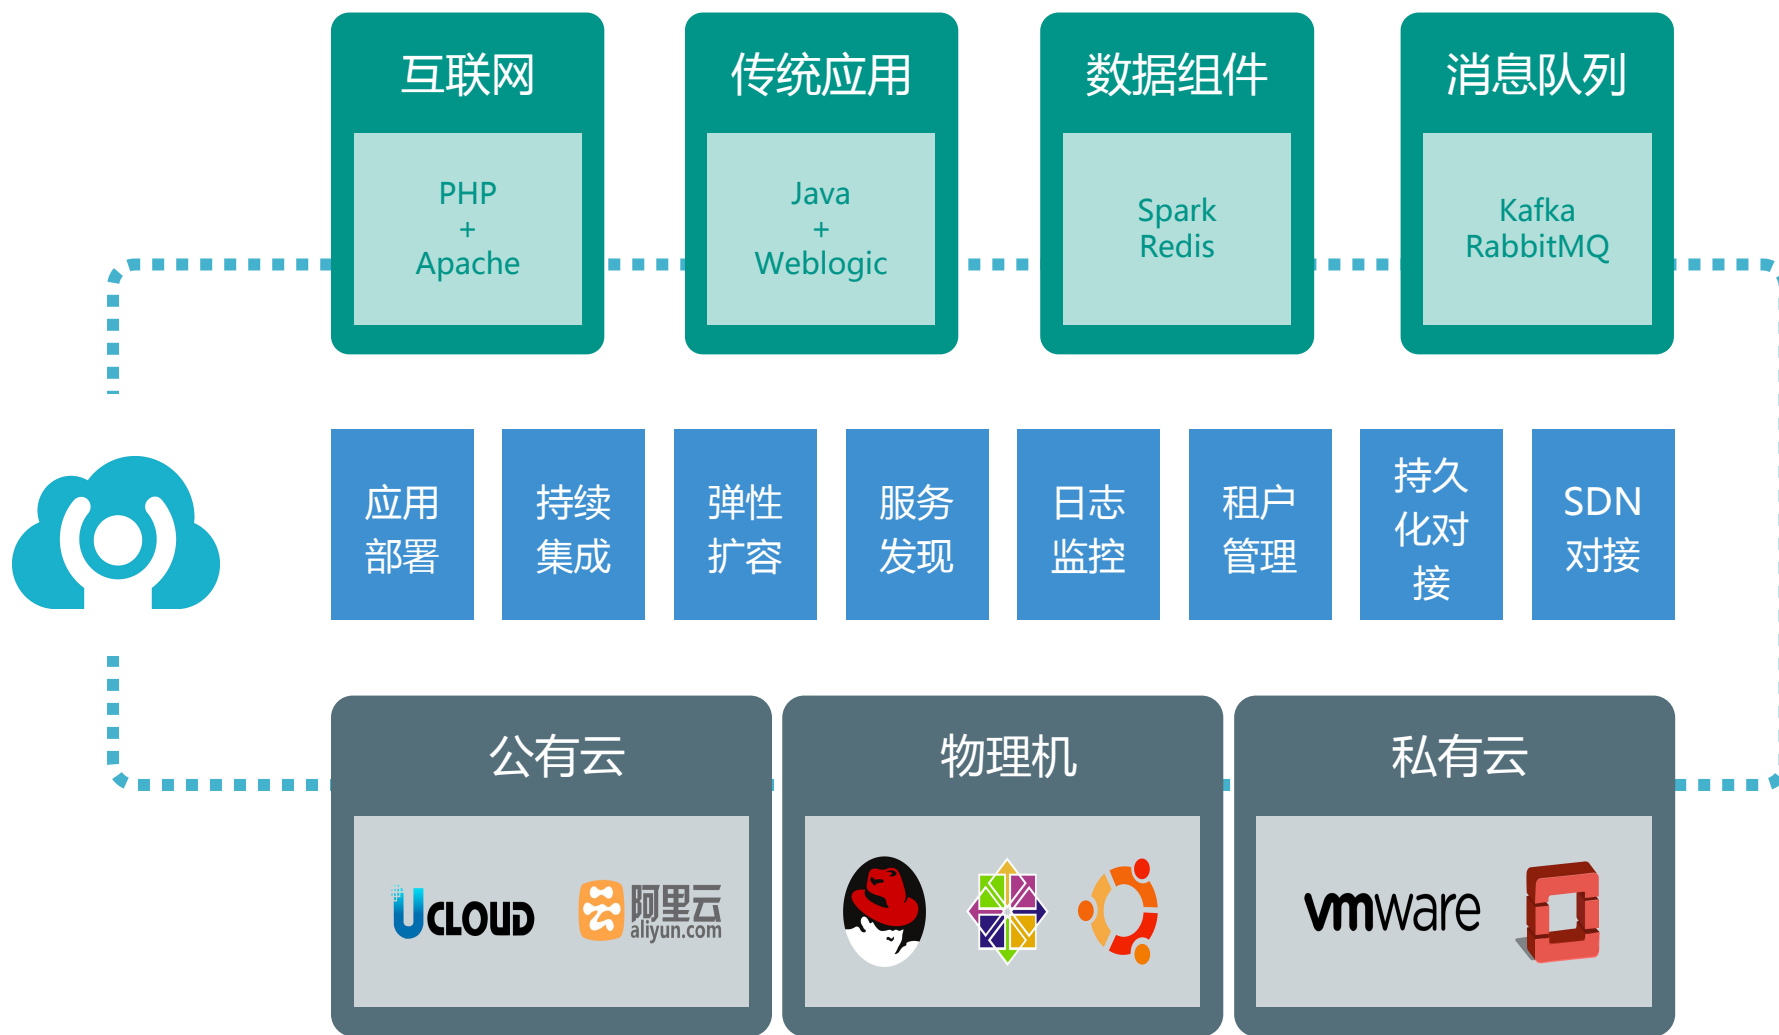 互联网
PHP
+
Apache
传统应用
Java
+
Weblogic
数据组件
Spark
Redis
消息队列
Kafka
RabbitMQ
应用
部署
持续
集成
弹性
扩容
服务
发现
日志
监控
租户
管理
持久
化对
接
SDN
对接
公有云
UCLOUD
阿里云
aliyun.com
物理机
私有云
vmware